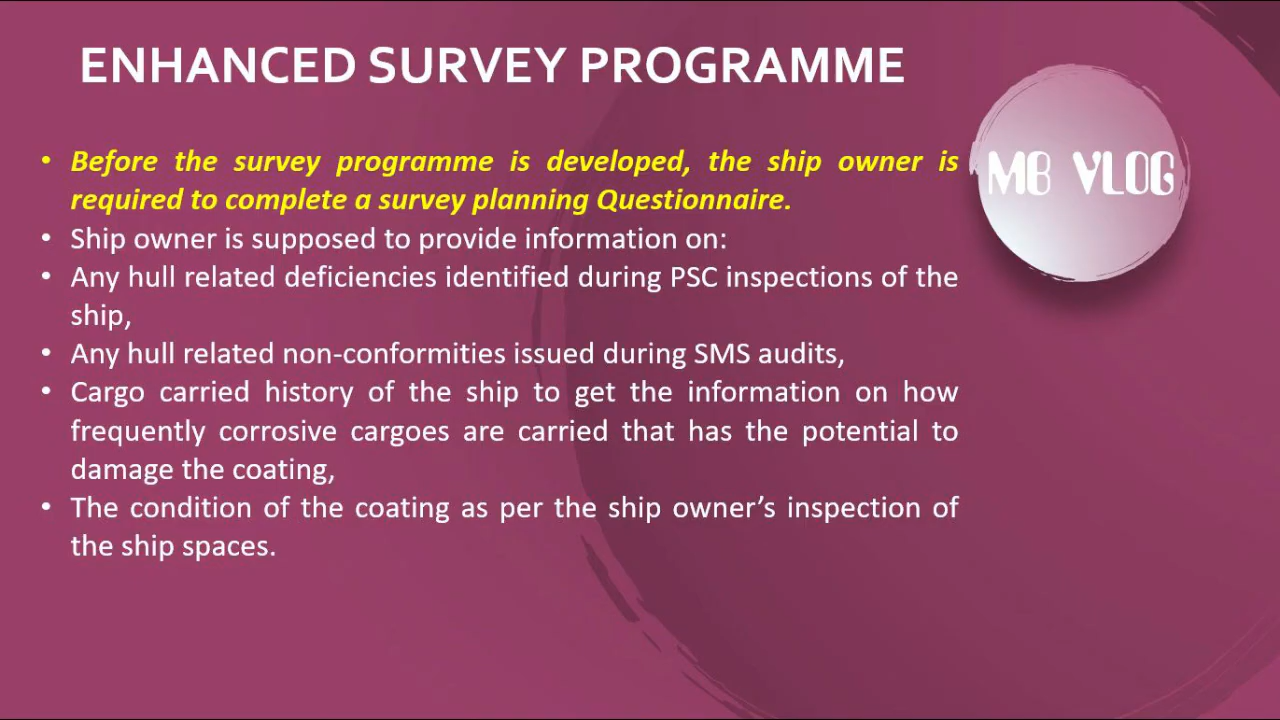 ENHANCED SURVEY PROGRAMME
MB VLOG
• Before the survey programme is developed, the ship owner is
required to complete a survey planning Questionnaire.
• Ship owner is supposed to provide information on:
• Any hull related deficiencies identified during PSC inspections of the
ship,
• Any hull related non-conformities issued during SMS audits,
• Cargo carried history of the ship to get the information on how
frequently corrosive cargoes are carried that has the potential to
damage the coating,
• The condition of the coating as per the ship owner’s inspection of
the ship spaces.